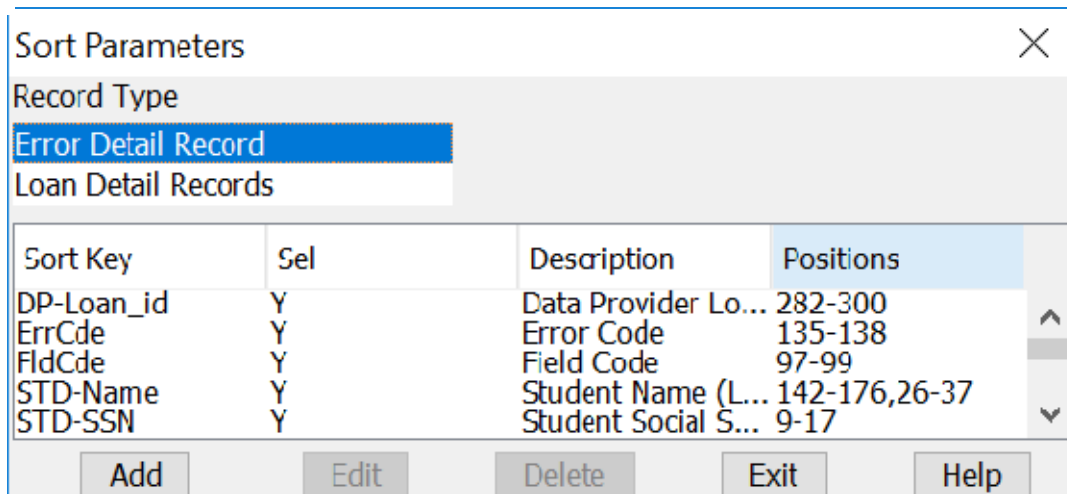 Sort Parameters
Record Type
Error Detail Record
Loan Detail Records
Sort Key Sel Description Positions
DP-Loan_id Y Data Provider Lo... 282-300
ErrCde Y Error Code 135-138
FldCde Y Field Code 97-99
STD-Name Y Student Name (L... 142-176,26-37
STD-SSN Y Student Social S... 9-17
Add Edit Delete Exit Help